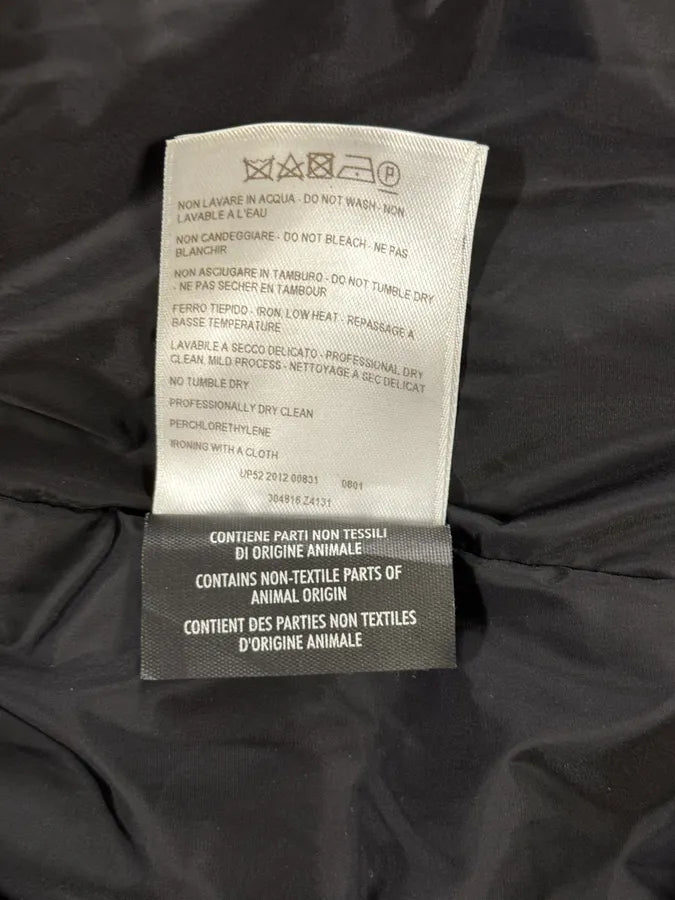 P
NON LAVARE IN ACQUA - DO NOT WASH - NON
LAVABLE A L'EAU
NON CANDEGGIARE - DO NOT BLEACH - NE PAS
BLANCHIR
NON ASCIUGARE IN TAMBURO - DO NOT TUMBLE DRY
- NE PAS SECHER EN TAMBOUR
FERRO TIEPIDO - IRON, LOW HEAT - REPASSAGE A
BASSE TEMPERATURE
LAVABILE A SECCO DELICATO - PROFESSIONAL DRY
CLEAN, MILD PROCESS - NETTOYAGE A SEC DELICAT
NO TUMBLE DRY
PROFESSIONALLY DRY CLEAN
PERCHLORETHYLENE
IRONING WITH A CLOTH
UP52 2012 00831 0801
304816 Z4131
CONTIENE PARTI NON TESSILI
DI ORIGINE ANIMALE
CONTAINS NON-TEXTILE PARTS OF
ANIMAL ORIGIN
CONTIENT DES PARTIES NON TEXTILES
D'ORIGINE ANIMALE